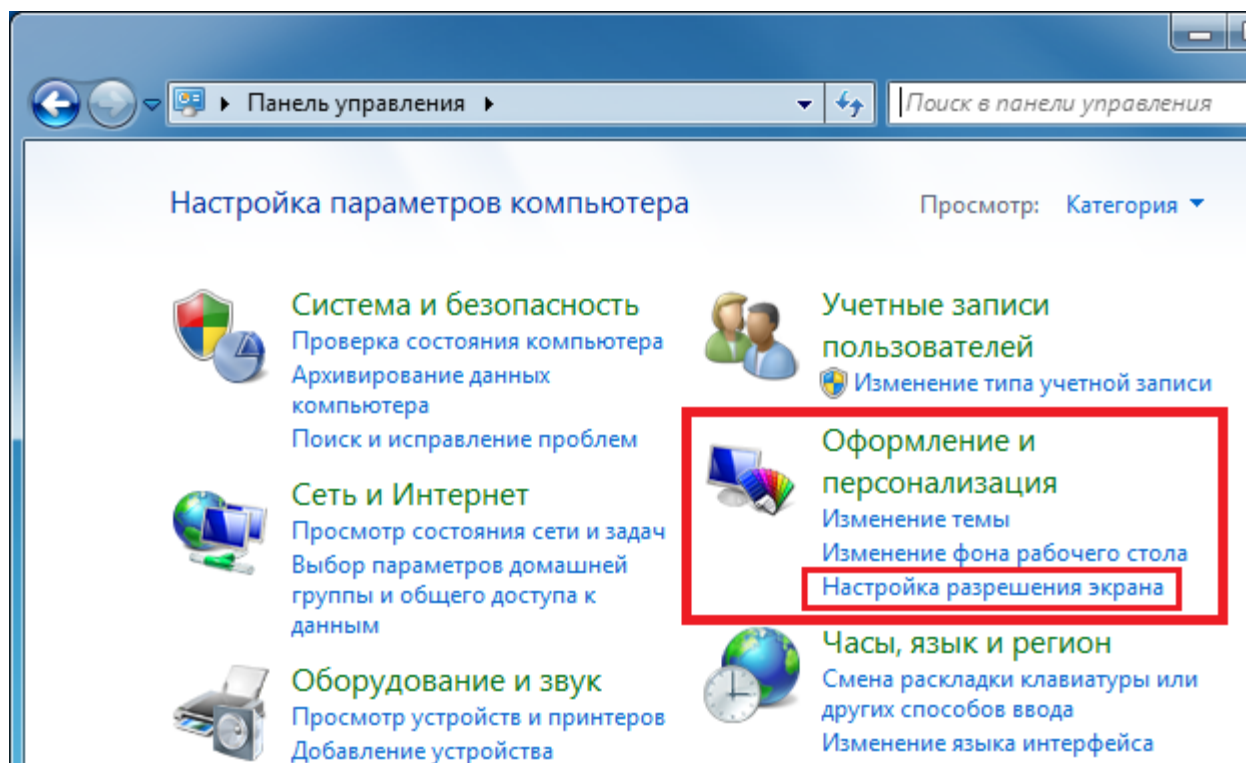 Панель управления
Поиск в панели управления
Настройка параметров компьютера
Просмотр: Категория
Система и безопасность
Проверка состояния компьютера
Архивирование данных
компьютера
Поиск и исправление проблем
Сеть и Интернет
Просмотр состояния сети и задач
Выбор параметров домашней
группы и общего доступа к
данным
Оборудование и звук
Просмотр устройств и принтеров
Добавление устройства
Учетные записи
пользователей
Изменение типа учетной записи
Оформление и
персонализация
Изменение темы
Изменение фона рабочего стола
Настройка разрешения экрана
Часы, язык и регион
Смена раскладки клавиатуры или
других способов ввода
Изменение языка интерфейса